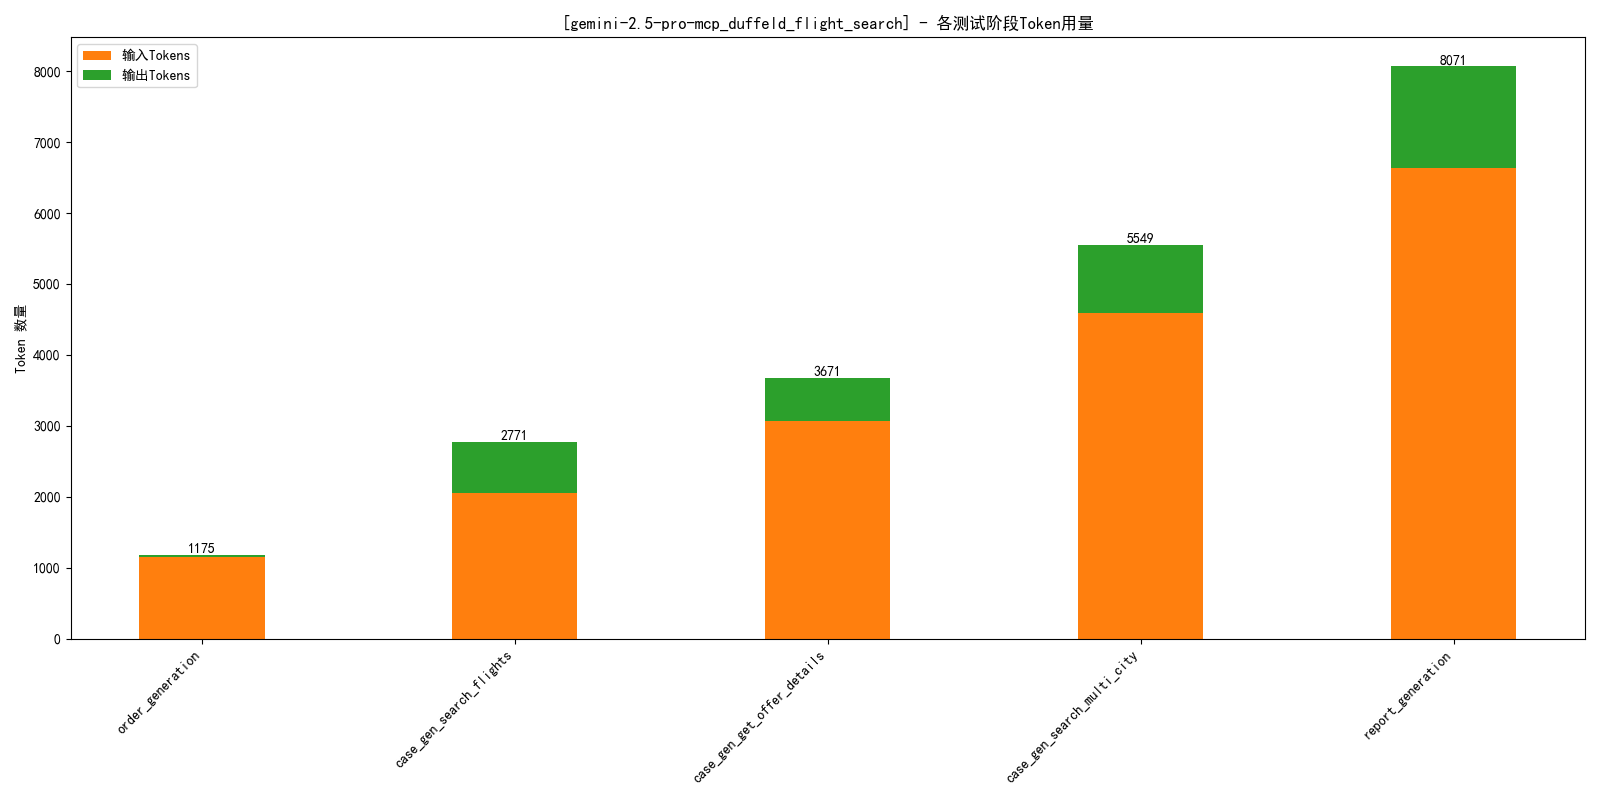 [gemini-2.5-pro-mcp_duffeld_flight_search] - 各测试阶段Token用量
输入Tokens
输出Tokens
Token 数量
8000
7000
6000
5000
4000
3000
2000
1000
0
1175
2771
3671
5549
8071
order_generation
case_gen_search_flights
case_gen_get_offer_details
case_gen_search_multi_city
report_generation